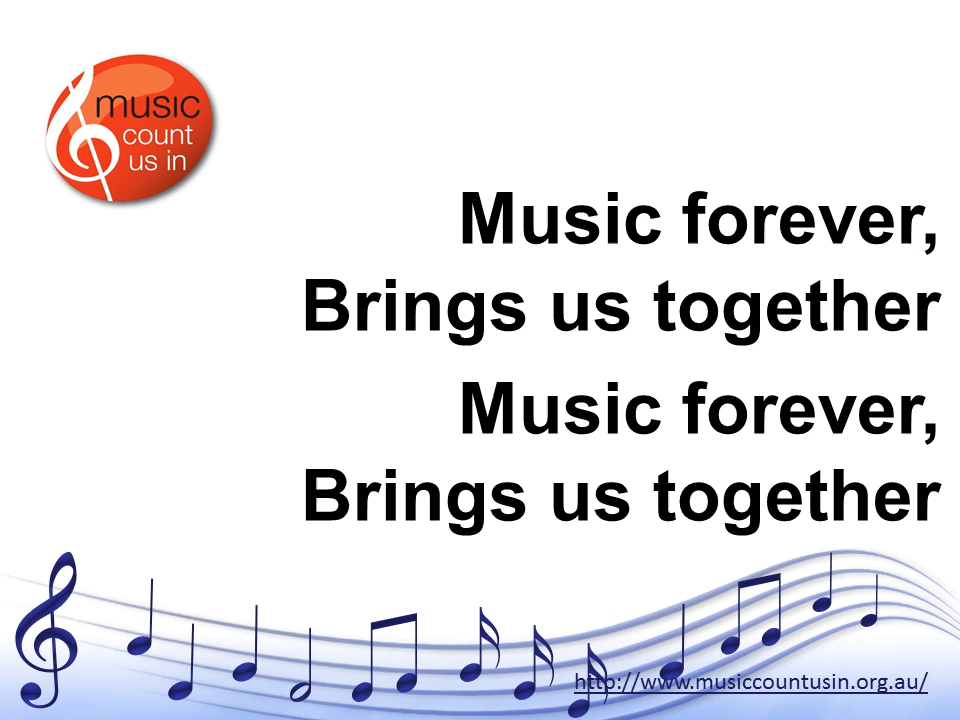 music
count
us in
Music forever,
Brings us together
Music forever,
Brings us together
http://www.musiccountusin.org.au/